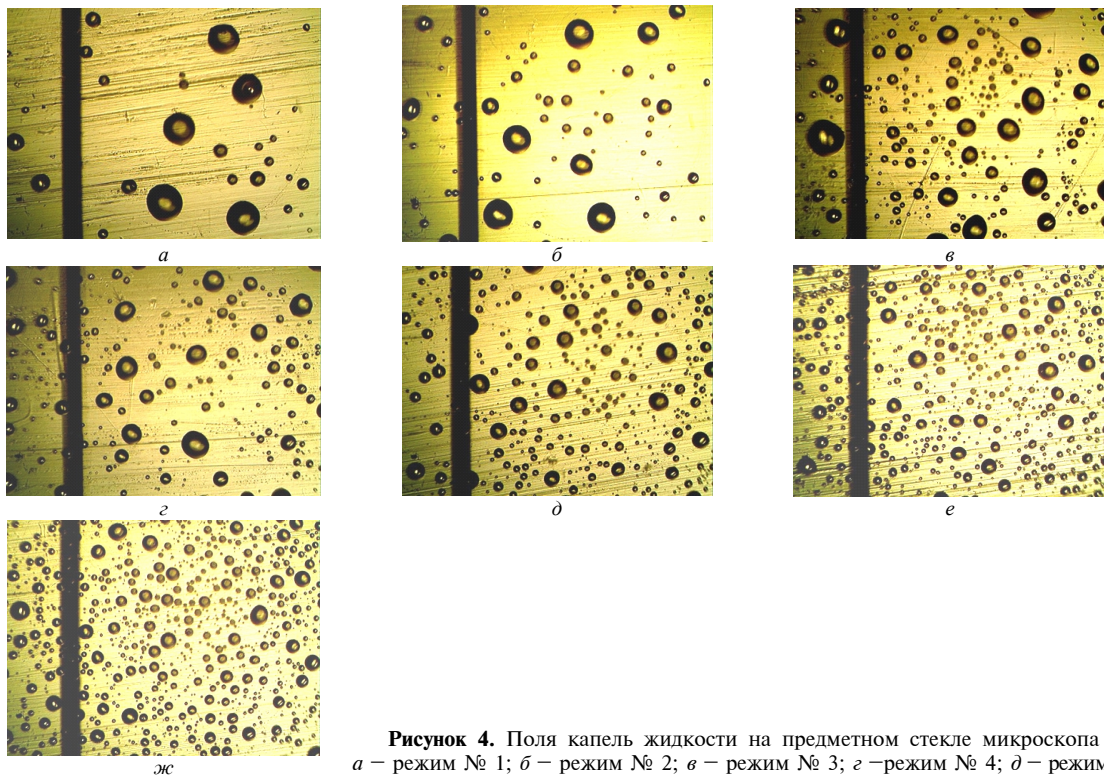 а
б
в
г
д
е
ж
Рисунок 4. Поля капель жидкости на предметном стекле микроскопа
а – режим № 1; б – режим № 2; в – режим № 3; г –режим № 4; д – режим